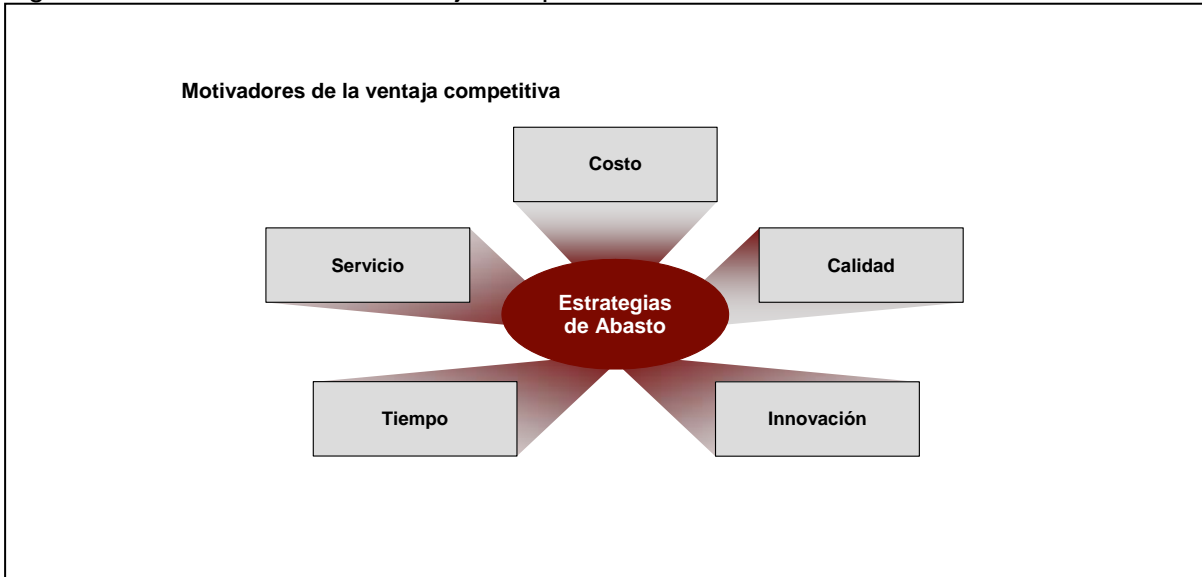 Motivadores de la ventaja competitiva
Costo
Servicio
Calidad
Estrategias
de Abasto
Tiempo
Innovación